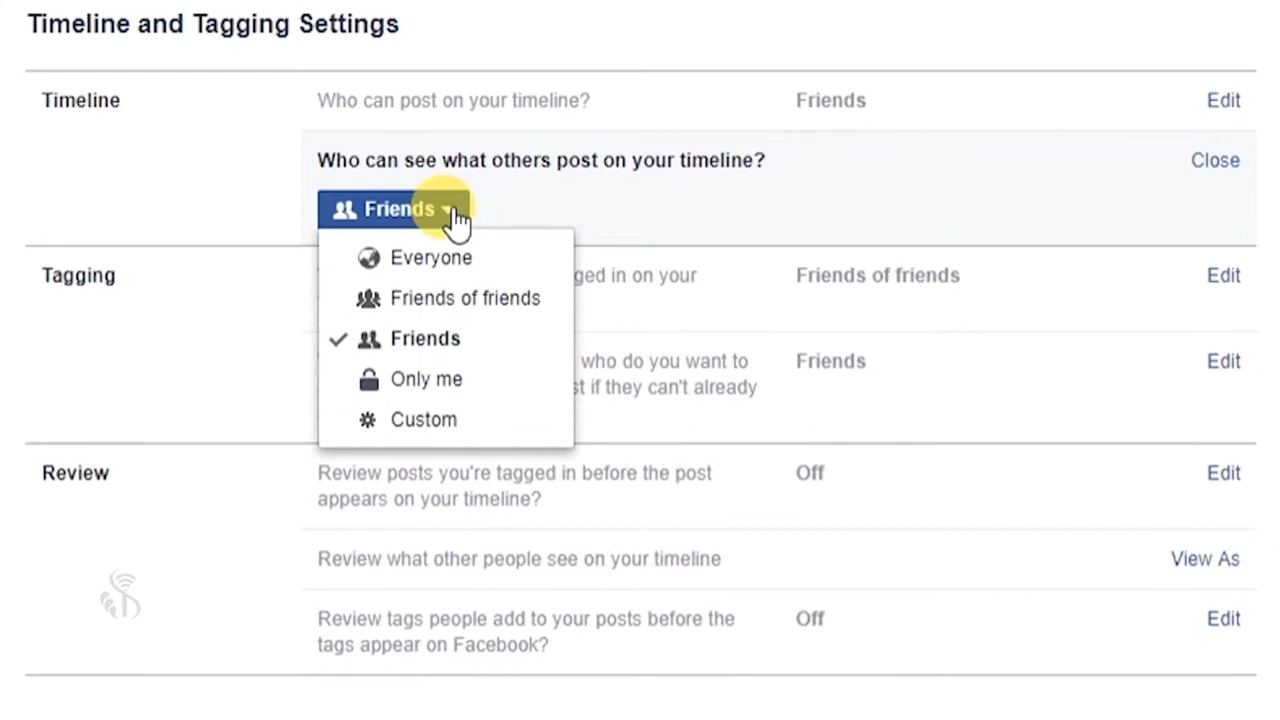 Timeline and Tagging Settings
Timeline
Who can post on your timeline?
Friends
Edit
Who can see what others post on your timeline?
Close
Friends
Everyone
Friends of friends
Friends
Only me
Custom
Tagging
ged in on your
Friends of friends
Edit
who do you want to
st if they can't already
Friends
Edit
Review
Review posts you're tagged in before the post
appears on your timeline?
Off
Edit
Review what other people see on your timeline
View As
Review tags people add to your posts before the
tags appear on Facebook?
Off
Edit